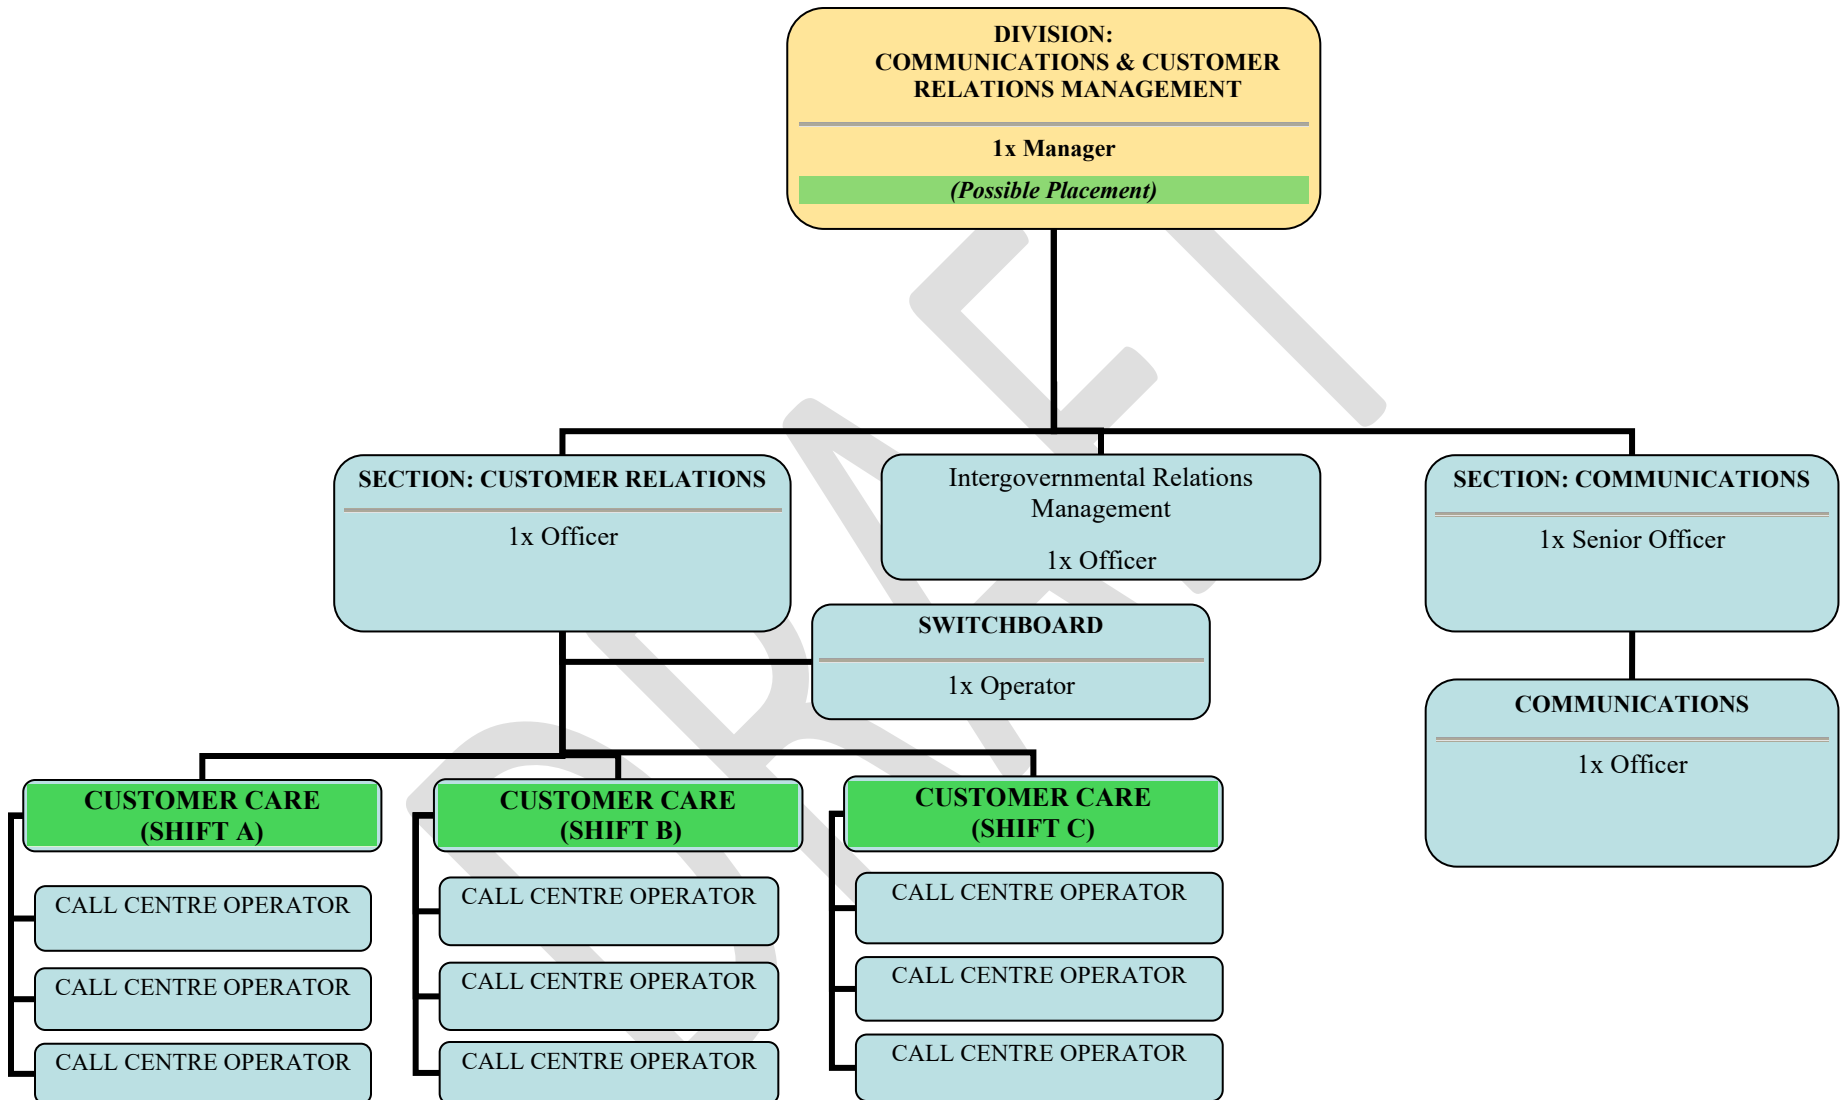 DIVISION:
COMMUNICATIONS & CUSTOMER
RELATIONS MANAGEMENT
1x Manager
(Possible Placement)
SECTION: CUSTOMER RELATIONS
1x Officer
Intergovernmental Relations
Management
1x Officer
SECTION: COMMUNICATIONS
1x Senior Officer
SWITCHBOARD
1x Operator
COMMUNICATIONS
1x Officer
CUSTOMER CARE
(SHIFT A)
CALL CENTRE OPERATOR
CALL CENTRE OPERATOR
CALL CENTRE OPERATOR
CUSTOMER CARE
(SHIFT B)
CALL CENTRE OPERATOR
CALL CENTRE OPERATOR
CALL CENTRE OPERATOR
CUSTOMER CARE
(SHIFT C)
CALL CENTRE OPERATOR
CALL CENTRE OPERATOR
CALL CENTRE OPERATOR
DRAFT